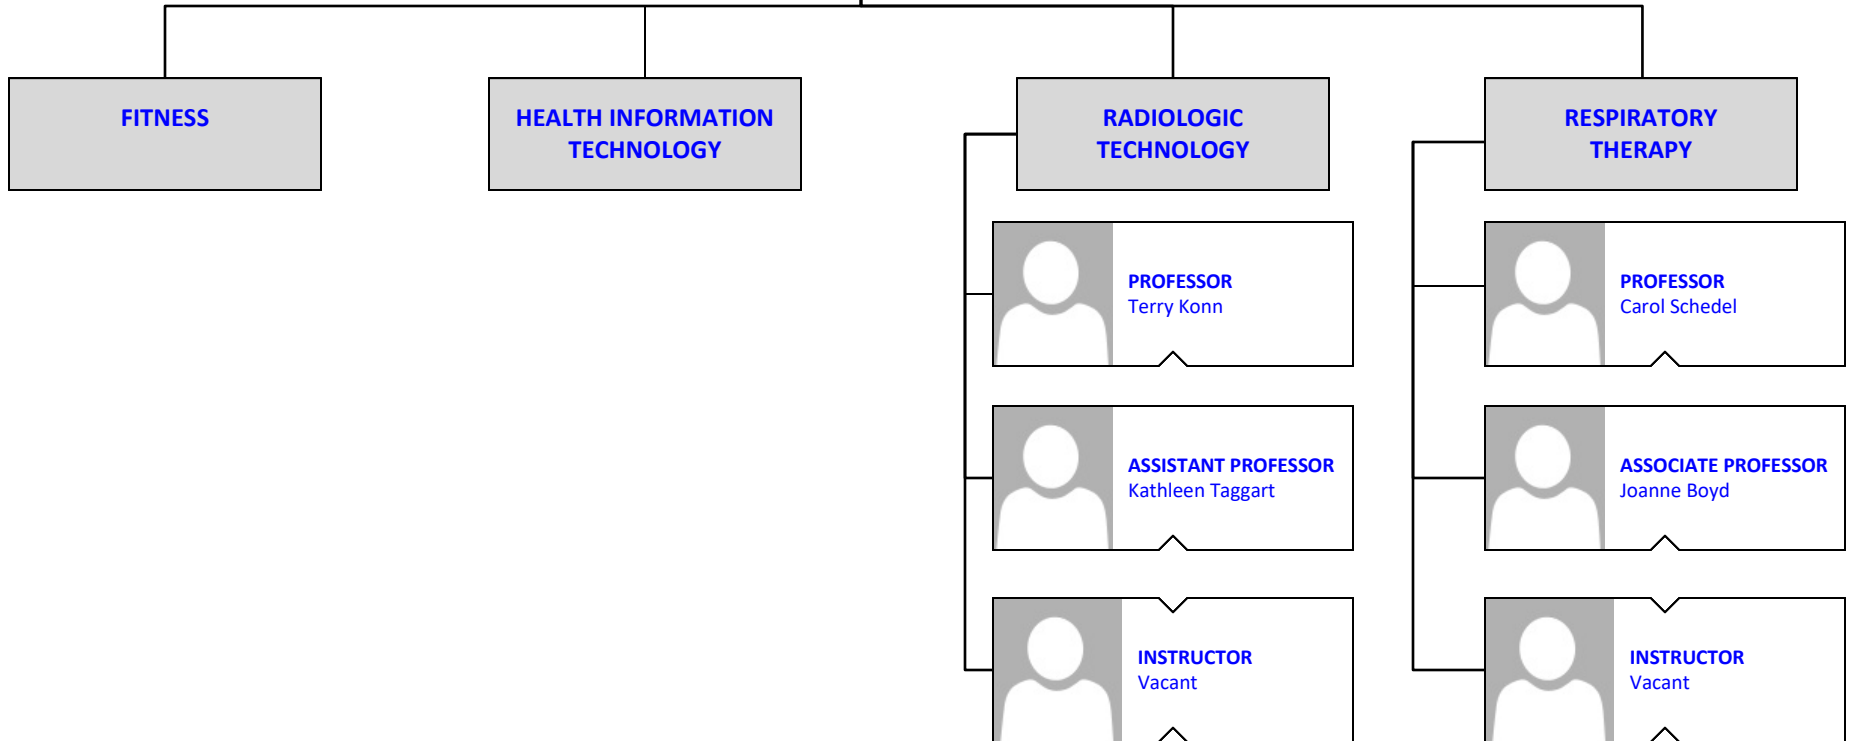 FITNESS
HEALTH INFORMATION
TECHNOLOGY
RADIOLOGIC
TECHNOLOGY
RESPIRATORY
THERAPY
PROFESSOR
Terry Konn
PROFESSOR
Carol Schedel
ASSISTANT PROFESSOR
Kathleen Taggart
ASSOCIATE PROFESSOR
Joanne Boyd
INSTRUCTOR
Vacant
INSTRUCTOR
Vacant